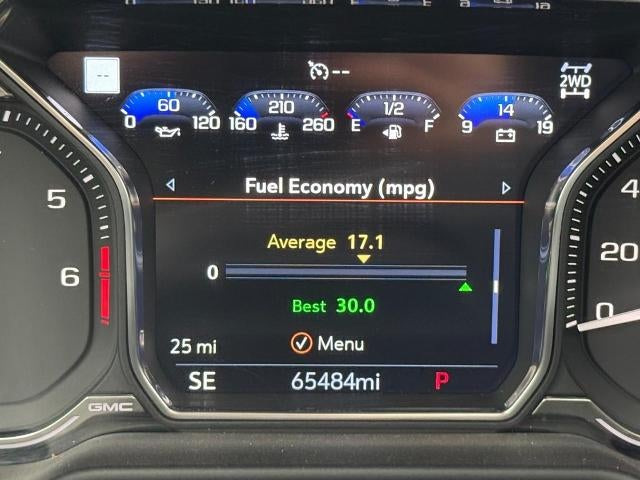 --
--
2WD
60
0 120
210
160 260
1/2
E F
14
9 19
Fuel Economy (mpg)
5
6
Average 17.1
0
Best 30.0
25 mi
Menu
SE 65484mi P
GMC
4
20
0